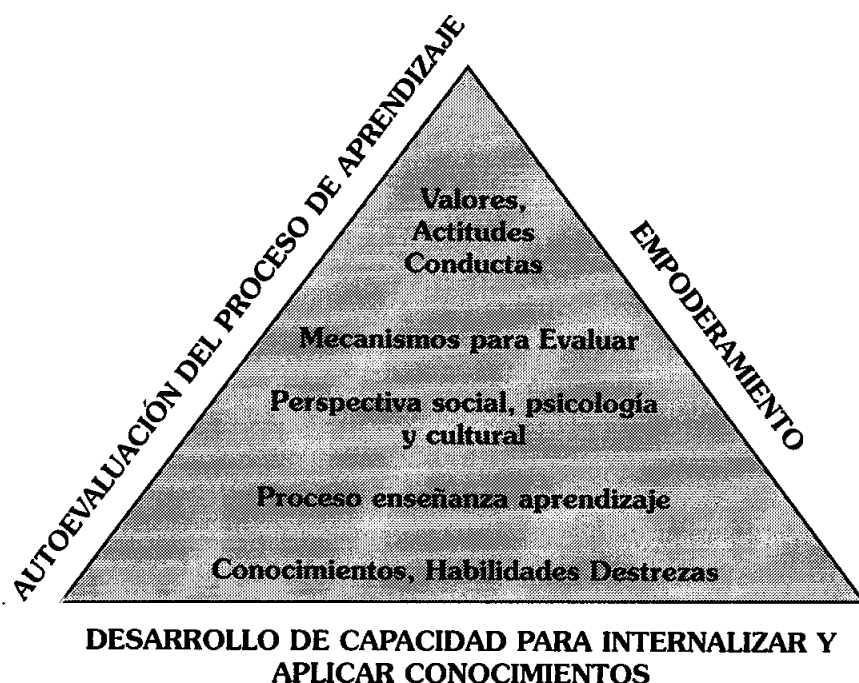 AUTOEVALUACIÓN DEL PROCESO DE APRENDIZAJE
EMPODERAMIENTO
Valores,
Actitudes
Conductas
Mecanismos para Evaluar
Perspectiva social, psicología
y cultural
Proceso enseñanza aprendizaje
Conocimientos, Habilidades Destrezas
DESARROLLO DE CAPACIDAD PARA INTERNALIZAR Y
APLICAR CONOCIMIENTOS